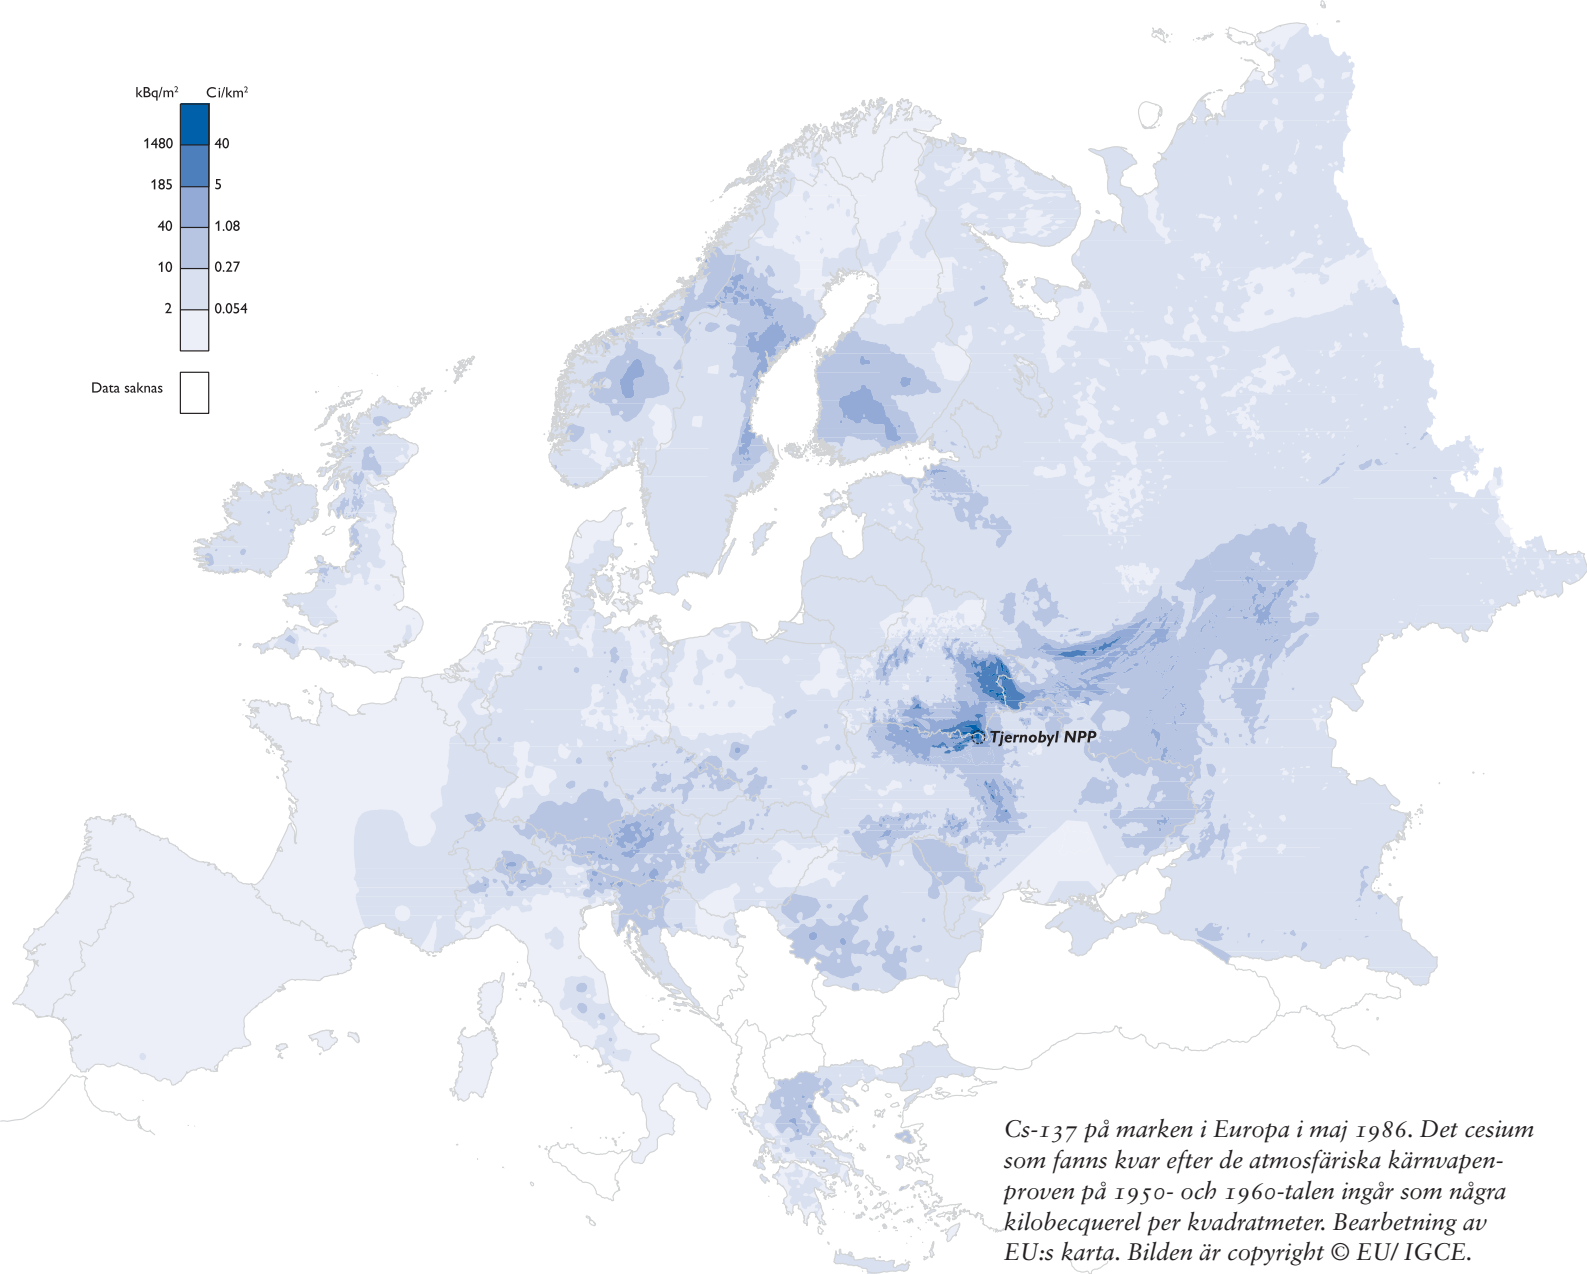 kBq/m² Ci/km²
1480 40
185 5
40 1.08
10 0.27
2 0.054
Data saknas
Tjernobyl NPP
Cs-137 på marken i Europa i maj 1986. Det cesium
som fanns kvar efter de atmosfäriska kärnvapen-
proven på 1950- och 1960-talen ingår som några
kilobecquerel per kvadratmeter. Bearbetning av
EU:s karta. Bilden är copyright © EU/ IGCE.